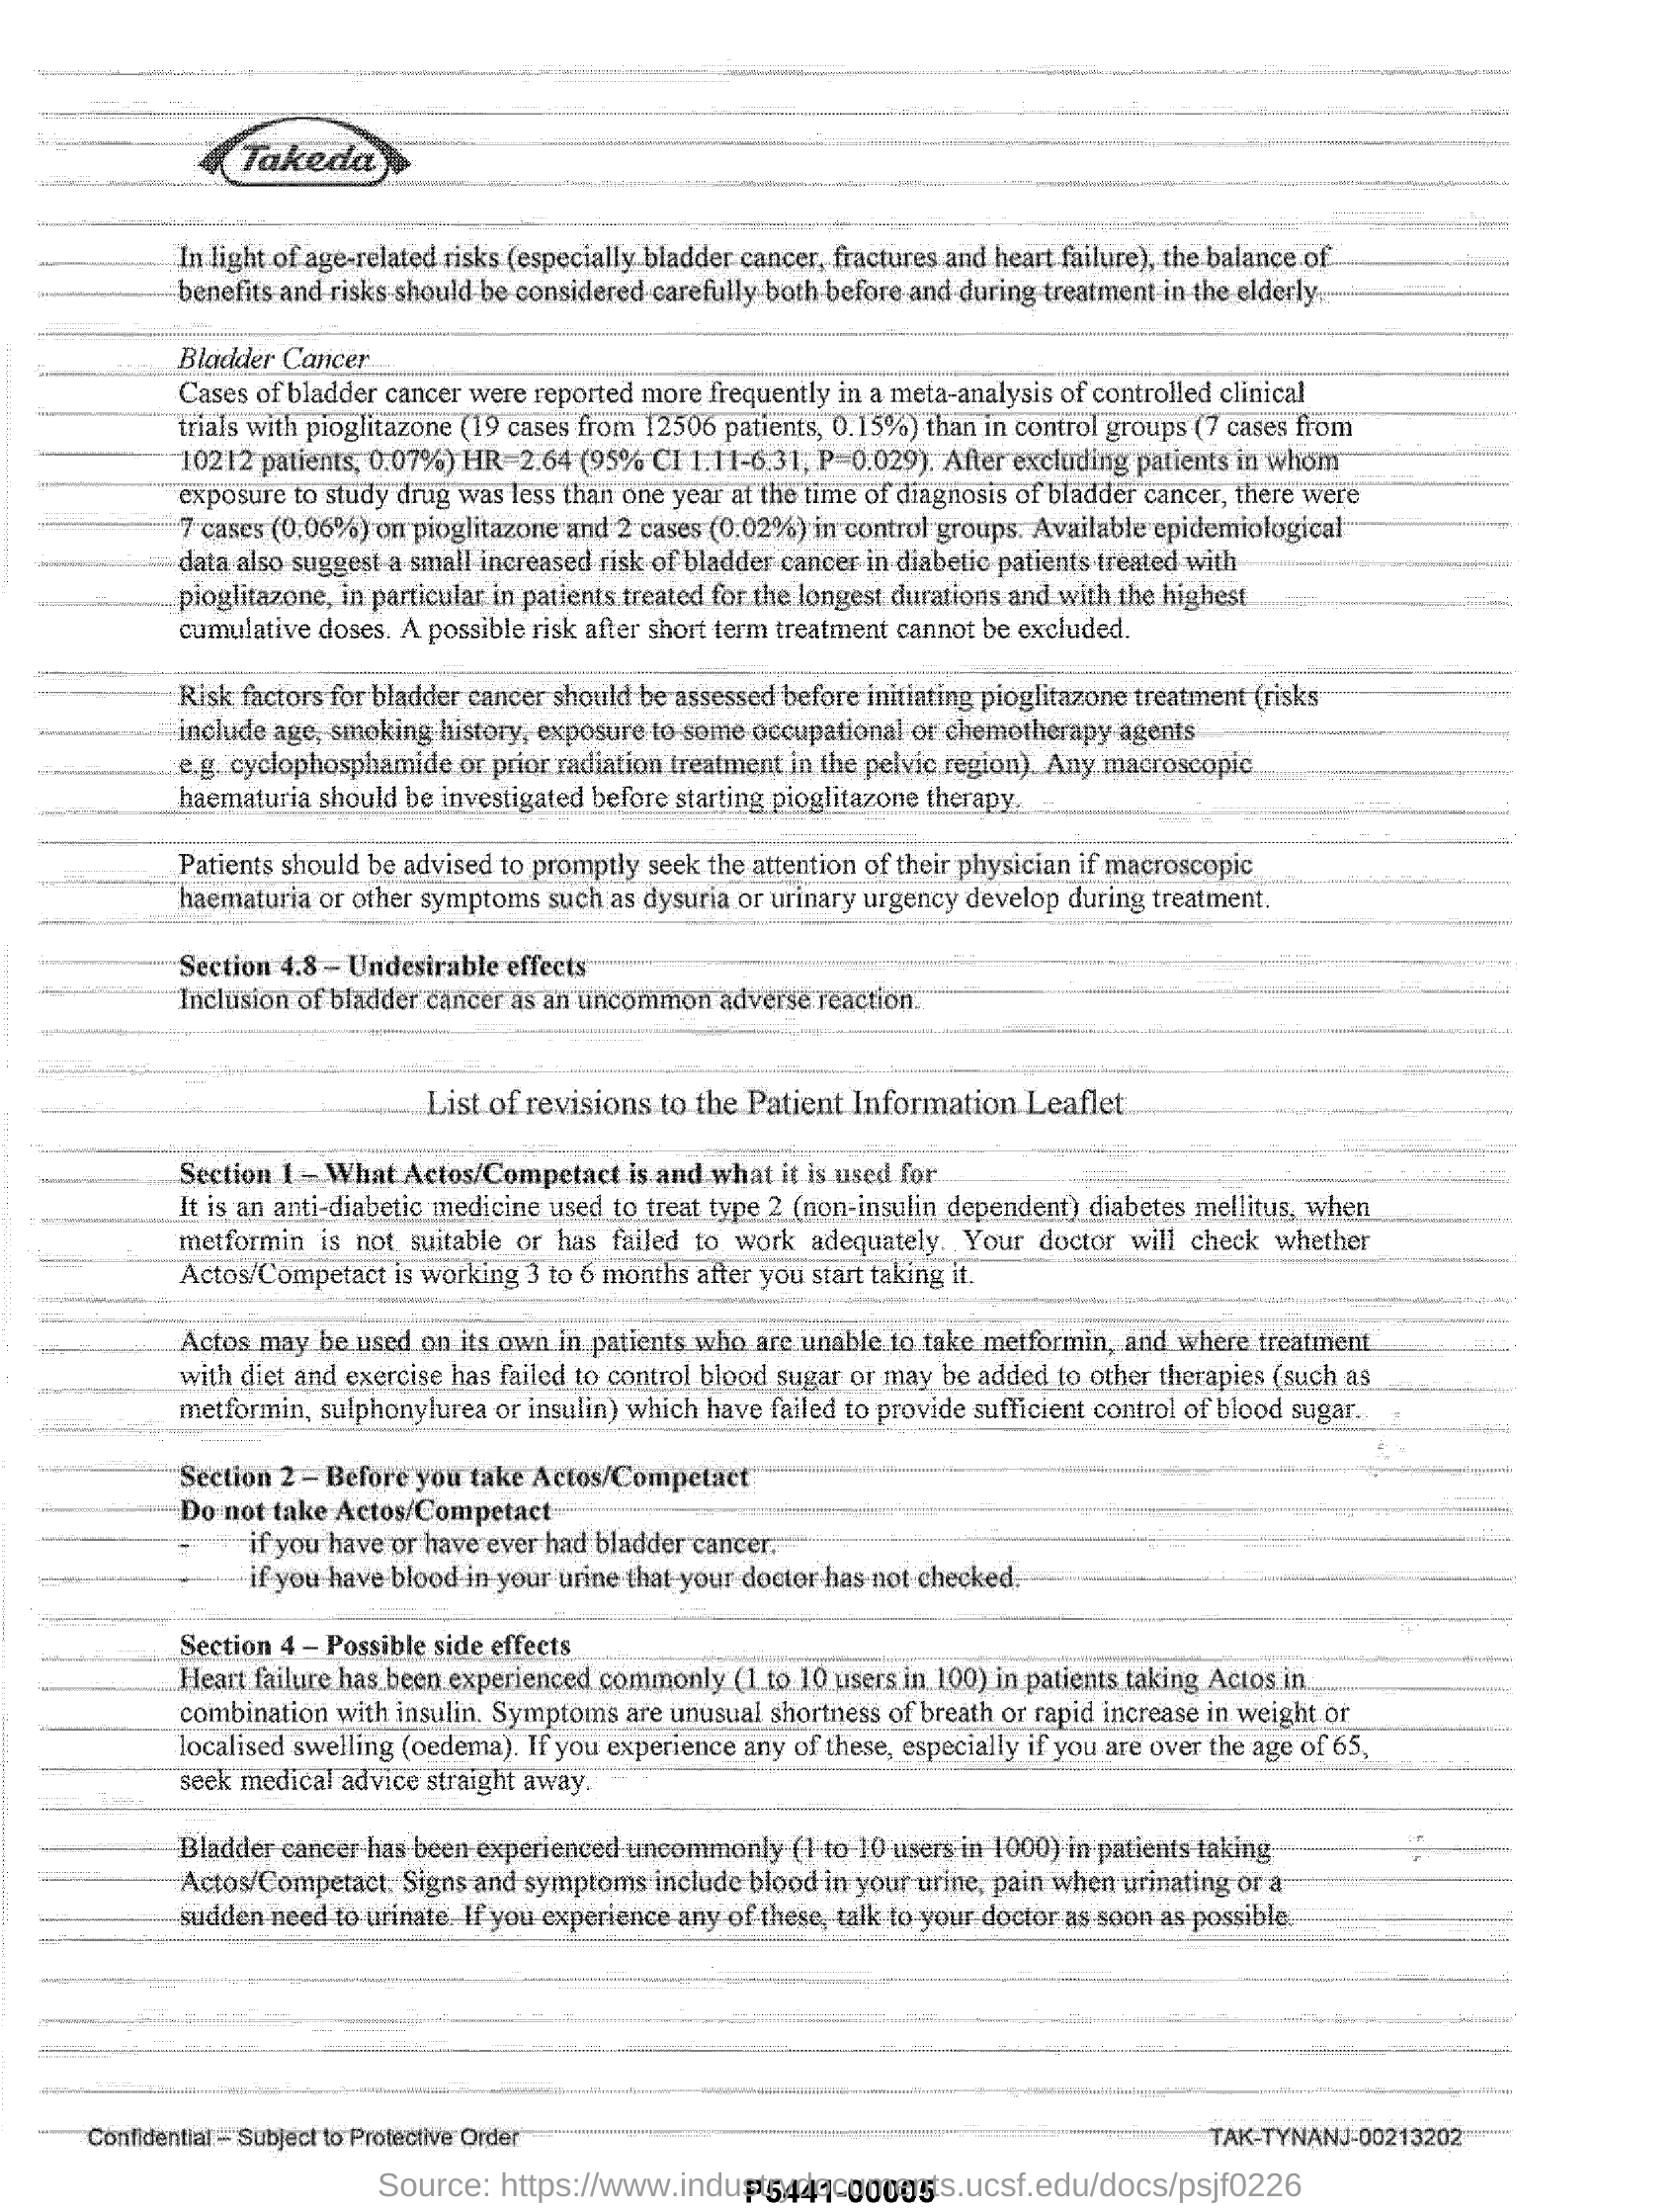 Takeda
In light of age-related risks (especially bladder cancer, fractures and heart failure), the balance of
benefits and risks should be considered carefully both before and during treatment in the elderly.
Bladder Cancer
Cases of bladder cancer were reported more frequently in a meta-analysis of controlled clinical
trials with pioglitazone (19 cases from 12506 patients, 0.15%) than in control groups (7 cases from
10212 patients, 0.07%) HR=2.64 (95% CI 1.11-6.31, P=0.029). After excluding patients in whom
exposure to study drug was less than one year at the time of diagnosis of bladder cancer, there were
7 cases (0.06%) on pioglitazone and 2 cases (0.02%) in control groups. Available epidemiological
data also suggest a small increased risk of bladder cancer in diabetic patients treated with
pioglitazone, in particular in patients treated for the longest durations and with the highest
cumulative doses. A possible risk after short term treatment cannot be excluded.
Risk factors for bladder cancer should be assessed before initiating pioglitazone treatment (risks
include age, smoking history, exposure to some occupational or chemotherapy agents
e.g. cyclophosphamide or prior radiation treatment in the pelvic region). Any macroscopic
haematuria should be investigated before starting pioglitazone therapy.
Patients should be advised to promptly seek the attention of their physician if macroscopic
haematuria or other symptoms such as dysuria or urinary urgency develop during treatment.
Section 4.8 – Undesirable effects
Inclusion of bladder cancer as an uncommon adverse reaction.
List of revisions to the Patient Information Leaflet
Section 1 – What Actos/Competact is and what it is used for
It is an anti-diabetic medicine used to treat type 2 (non-insulin dependent) diabetes mellitus, when
metformin is not suitable or has failed to work adequately. Your doctor will check whether
Actos/Competact is working 3 to 6 months after you start taking it.
Actos may be used on its own in patients who are unable to take metformin, and where treatment
with diet and exercise has failed to control blood sugar or may be added to other therapies (such as
metformin, sulphonylurea or insulin) which have failed to provide sufficient control of blood sugar.
Section 2 – Before you take Actos/Competact
Do not take Actos/Competact
- if you have or have ever had bladder cancer.
- if you have blood in your urine that your doctor has not checked.
Section 4 – Possible side effects
Heart failure has been experienced commonly (1 to 10 users in 100) in patients taking Actos in
combination with insulin. Symptoms are unusual shortness of breath or rapid increase in weight or
localised swelling (oedema). If you experience any of these, especially if you are over the age of 65,
seek medical advice straight away.
Bladder cancer has been experienced uncommonly (1 to 10 users in 1000) in patients taking
Actos/Competact. Signs and symptoms include blood in your urine, pain when urinating or a
sudden need to urinate. If you experience any of these, talk to your doctor as soon as possible.
Confidential – Subject to Protective Order TAK-TYNANJ-00213202
Source: https://www.industrydocuments.ucsf.edu/docs/psjf0226
P5441-00005